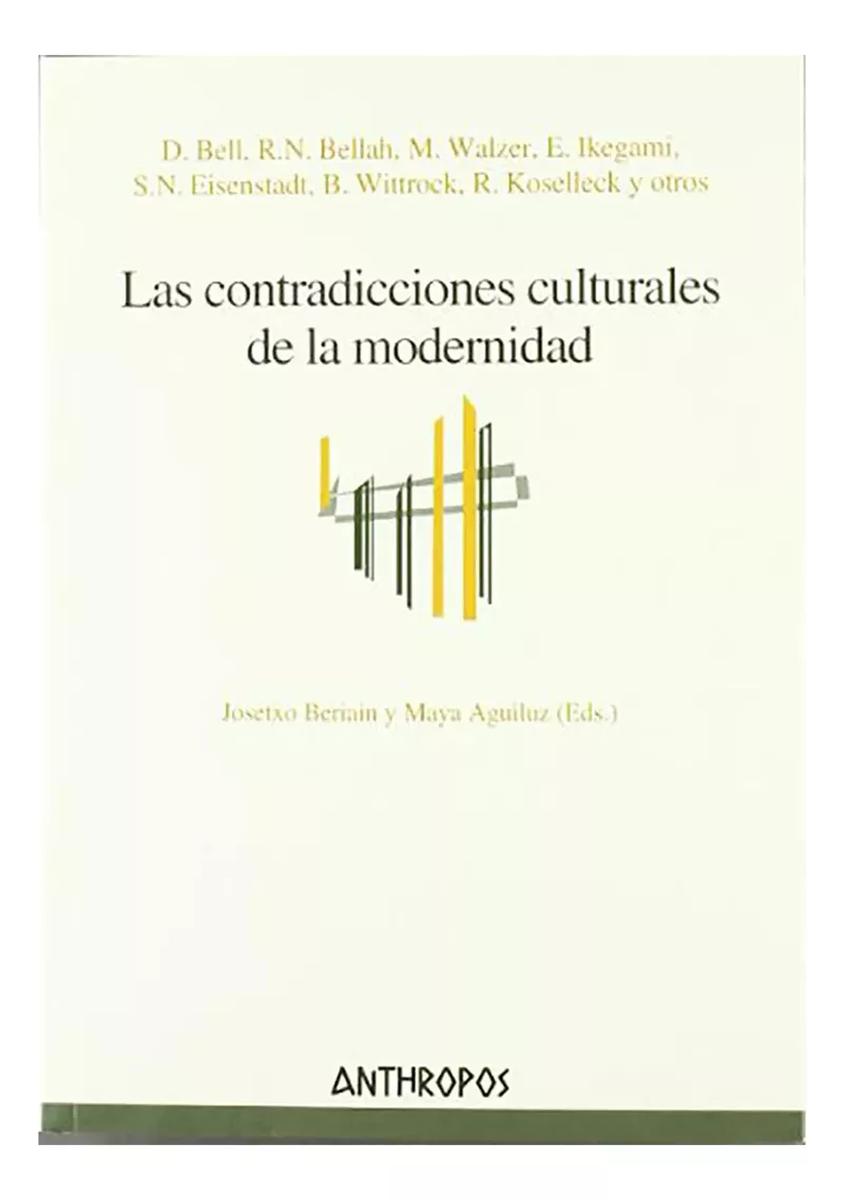 D. Bell, R.N. Bellah, M. Walzer, E. Ikegami,
S.N. Eisenstadt, B. Wittrock, R. Koselleck y otros
Las contradicciones culturales
de la modernidad
Josetxo Beriain y Maya Aguiluz (Eds.)
ANTHROPOS